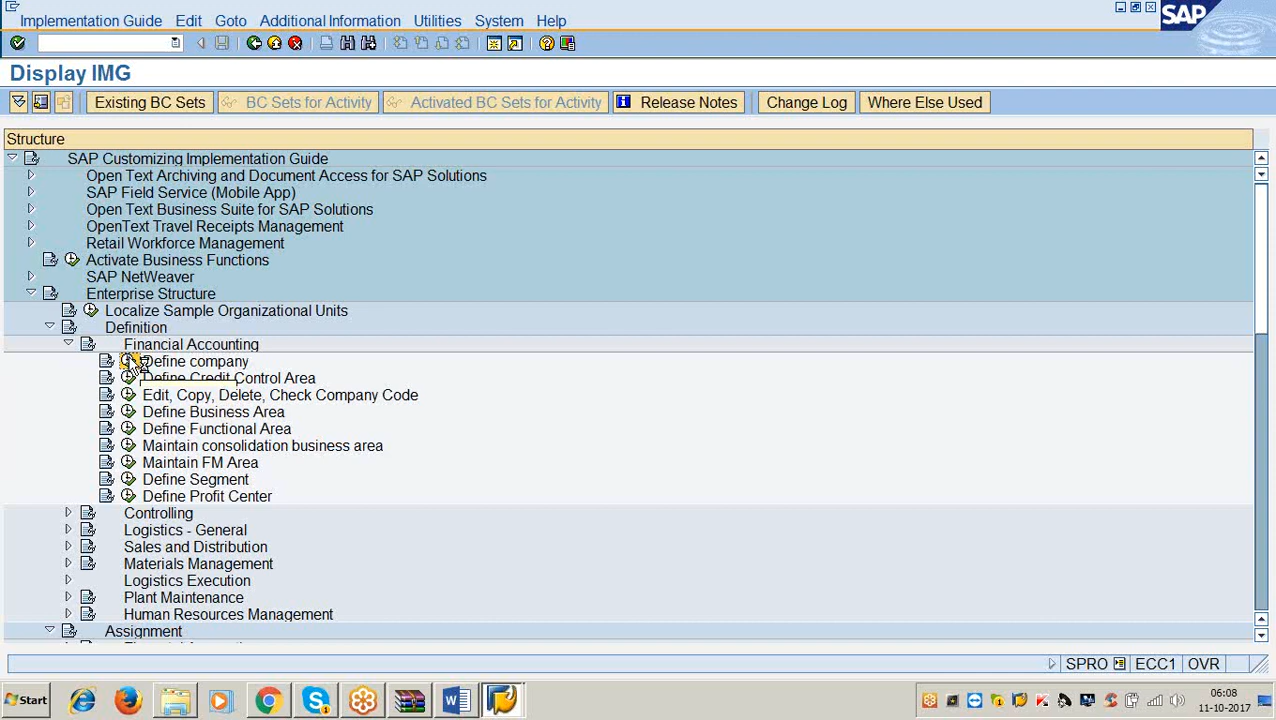 Implementation Guide Edit Goto Additional Information Utilities System Help
SAP
Display IMG
Existing BC Sets BC Sets for Activity Activated BC Sets for Activity Release Notes Change Log Where Else Used
Structure
SAP Customizing Implementation Guide
Open Text Archiving and Document Access for SAP Solutions
SAP Field Service (Mobile App)
Open Text Business Suite for SAP Solutions
OpenText Travel Receipts Management
Retail Workforce Management
Activate Business Functions
SAP NetWeaver
Enterprise Structure
Localize Sample Organizational Units
Definition
Financial Accounting
Define company
Define Credit Control Area
Edit, Copy, Delete, Check Company Code
Define Business Area
Define Functional Area
Maintain consolidation business area
Maintain FM Area
Define Segment
Define Profit Center
Controlling
Logistics - General
Sales and Distribution
Materials Management
Logistics Execution
Plant Maintenance
Human Resources Management
Assignment
SPRO ECC1 OVR
Start 06:08
11-10-2017